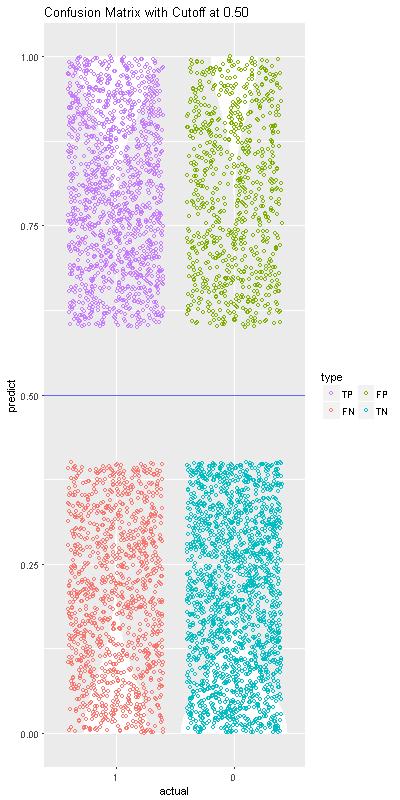 Confusion Matrix with Cutoff at 0.50
1.00
0.75
0.50
0.25
0.00
predict
1 0
actual
type
TP FP
FN TN